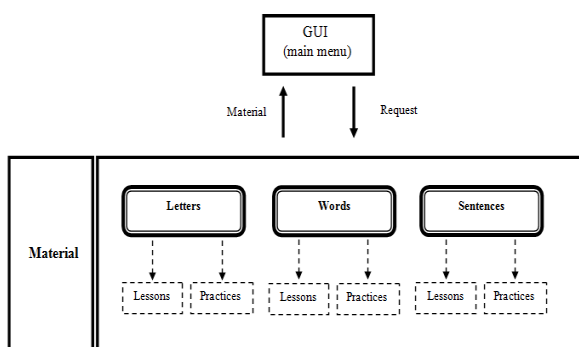 GUI
(main menu)
Material
Request
Material
Letters
Words
Sentences
Lessons
Practices
Lessons
Practices
Lessons
Practices